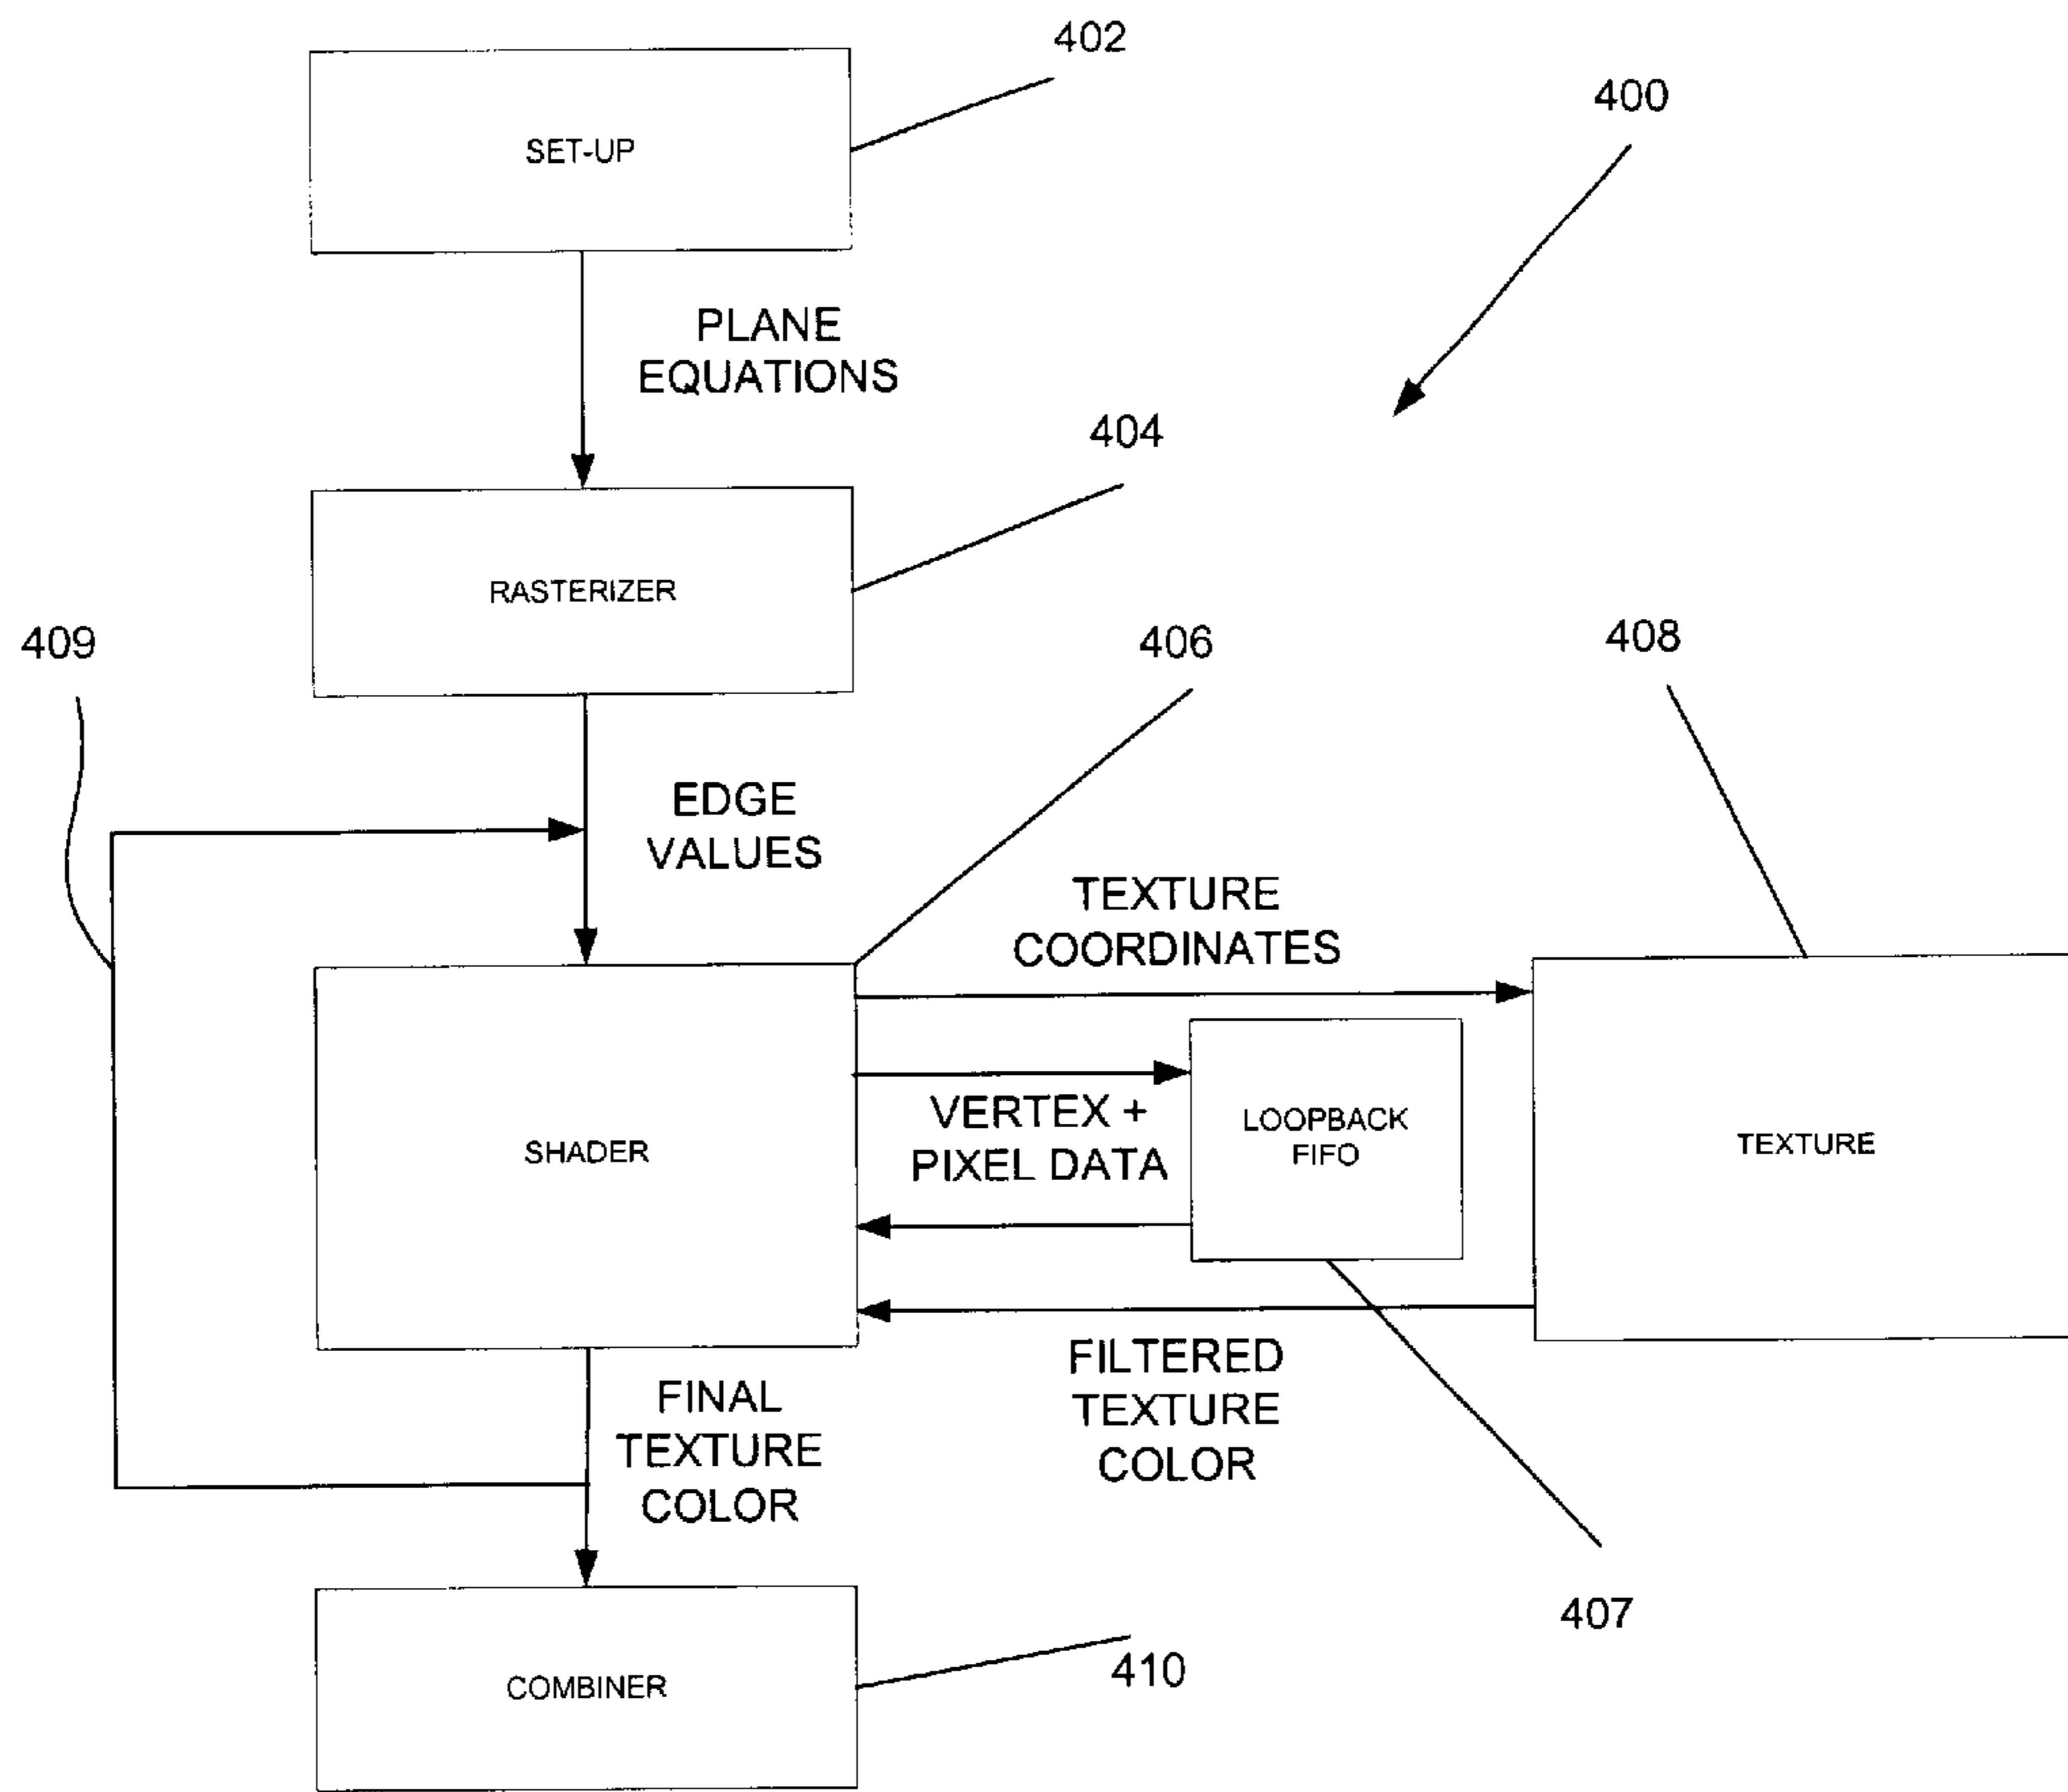 402
400
SET-UP
PLANE
EQUATIONS
404
RASTERIZER
409
406
408
EDGE
VALUES
TEXTURE
COORDINATES
VERTEX +
PIXEL DATA
LOOPBACK
FIFO
SHADER
TEXTURE
FILTERED
TEXTURE
COLOR
FINAL
TEXTURE
COLOR
407
410
COMBINER